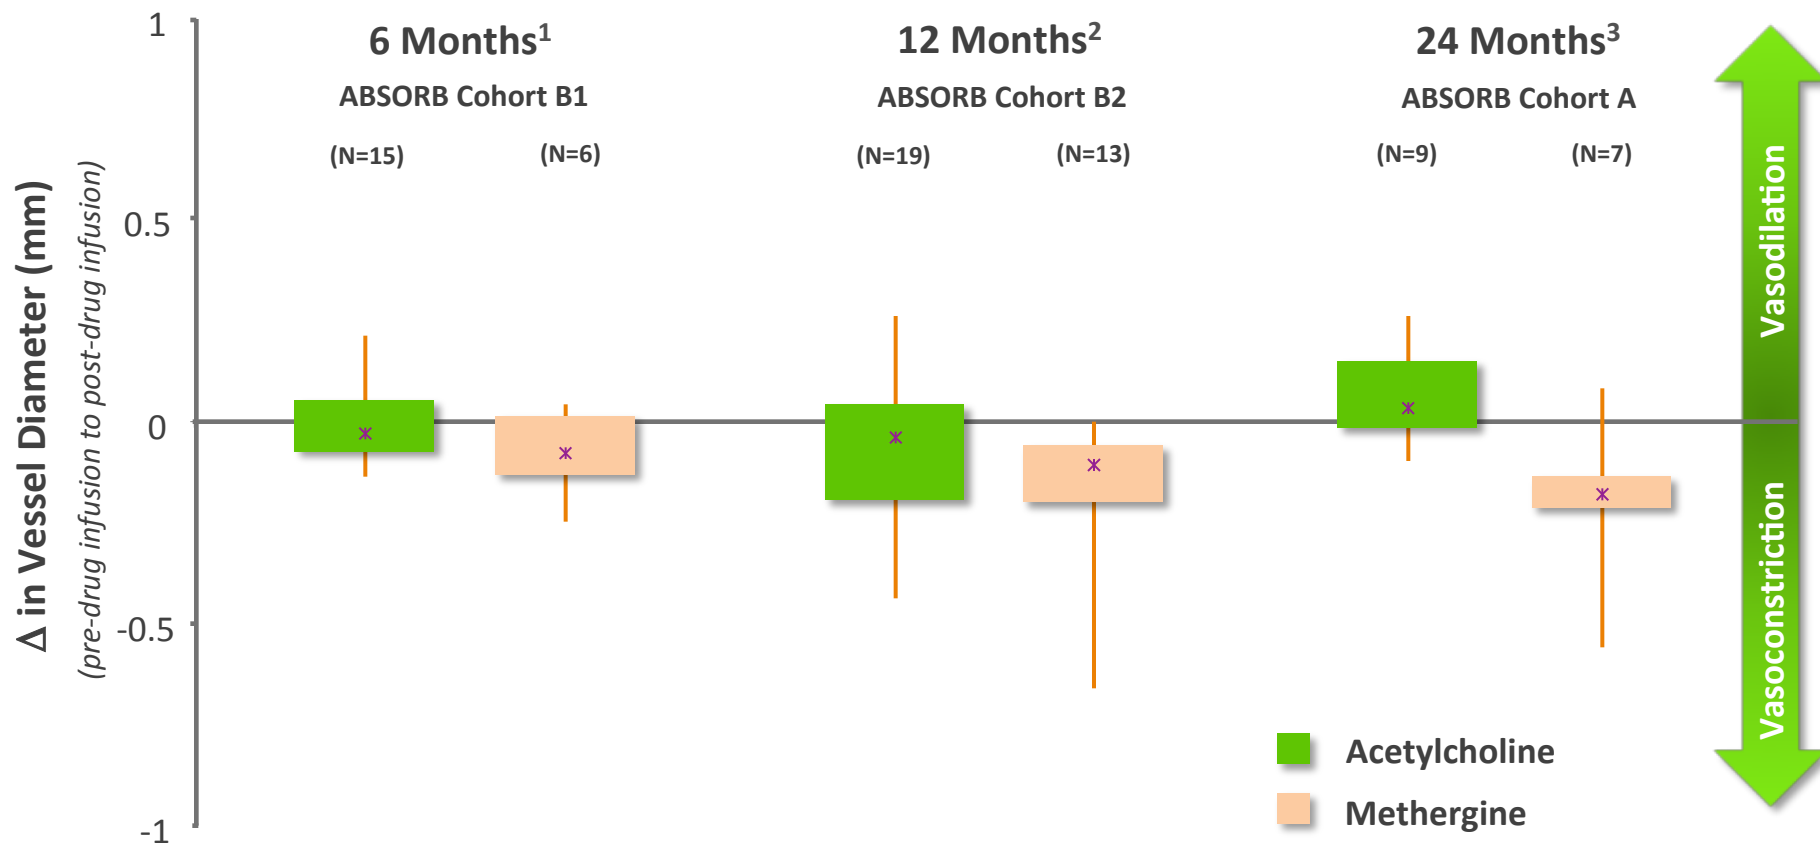 6 Months¹
ABSORB Cohort B1
(N=15)
(N=6)
12 Months²
ABSORB Cohort B2
(N=19)
(N=13)
24 Months³
ABSORB Cohort A
(N=9)
(N=7)
Δ in Vessel Diameter (mm)
(pre-drug infusion to post-drug infusion)
1
0.5
0
-0.5
-1
Vasodilation
Vasoconstriction
Acetylcholine
Methergine